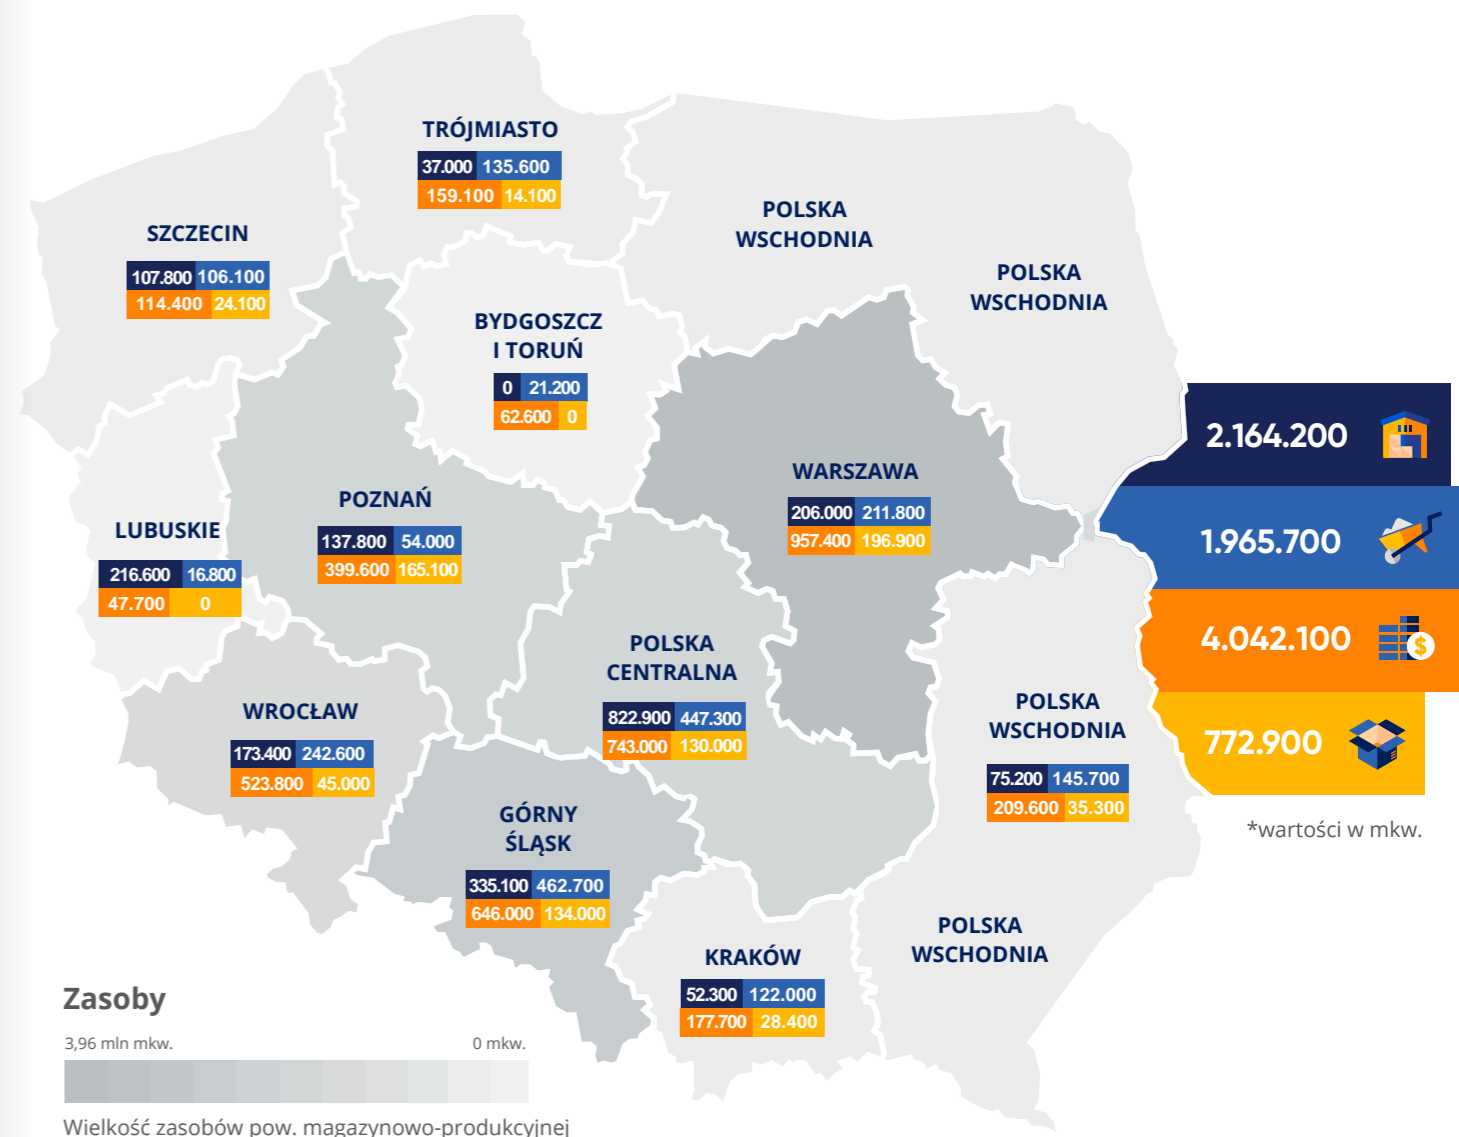 TRÓJMIASTO
37.000 135.600
159.100 14.100
SZCZECIN
107.800 106.100
114.400 24.100
POLSKA
WSCHODNIA
POLSKA
WSCHODNIA
BYDGOSZCZ
I TORUŃ
0 21.200
62.600 0
WARSZAWA
206.000 211.800
957.400 196.900
POZNAŃ
137.800 54.000
399.600 165.100
LUBUSKIE
216.600 16.800
47.700 0
POLSKA
CENTRALNA
822.900 447.300
743.000 130.000
WROCŁAW
173.400 242.600
523.800 45.000
POLSKA
WSCHODNIA
75.200 145.700
209.600 35.300
GÓRNY
ŚLĄSK
335.100 462.700
646.000 134.000
KRAKÓW
52.300 122.000
177.700 28.400
POLSKA
WSCHODNIA
2.164.200
1.965.700
4.042.100
$
772.900
*wartości w mkw.
Zasoby
3,96 mln mkw. 0 mkw.
Wielkość zasobów pow. magazynowo-produkcyjnej